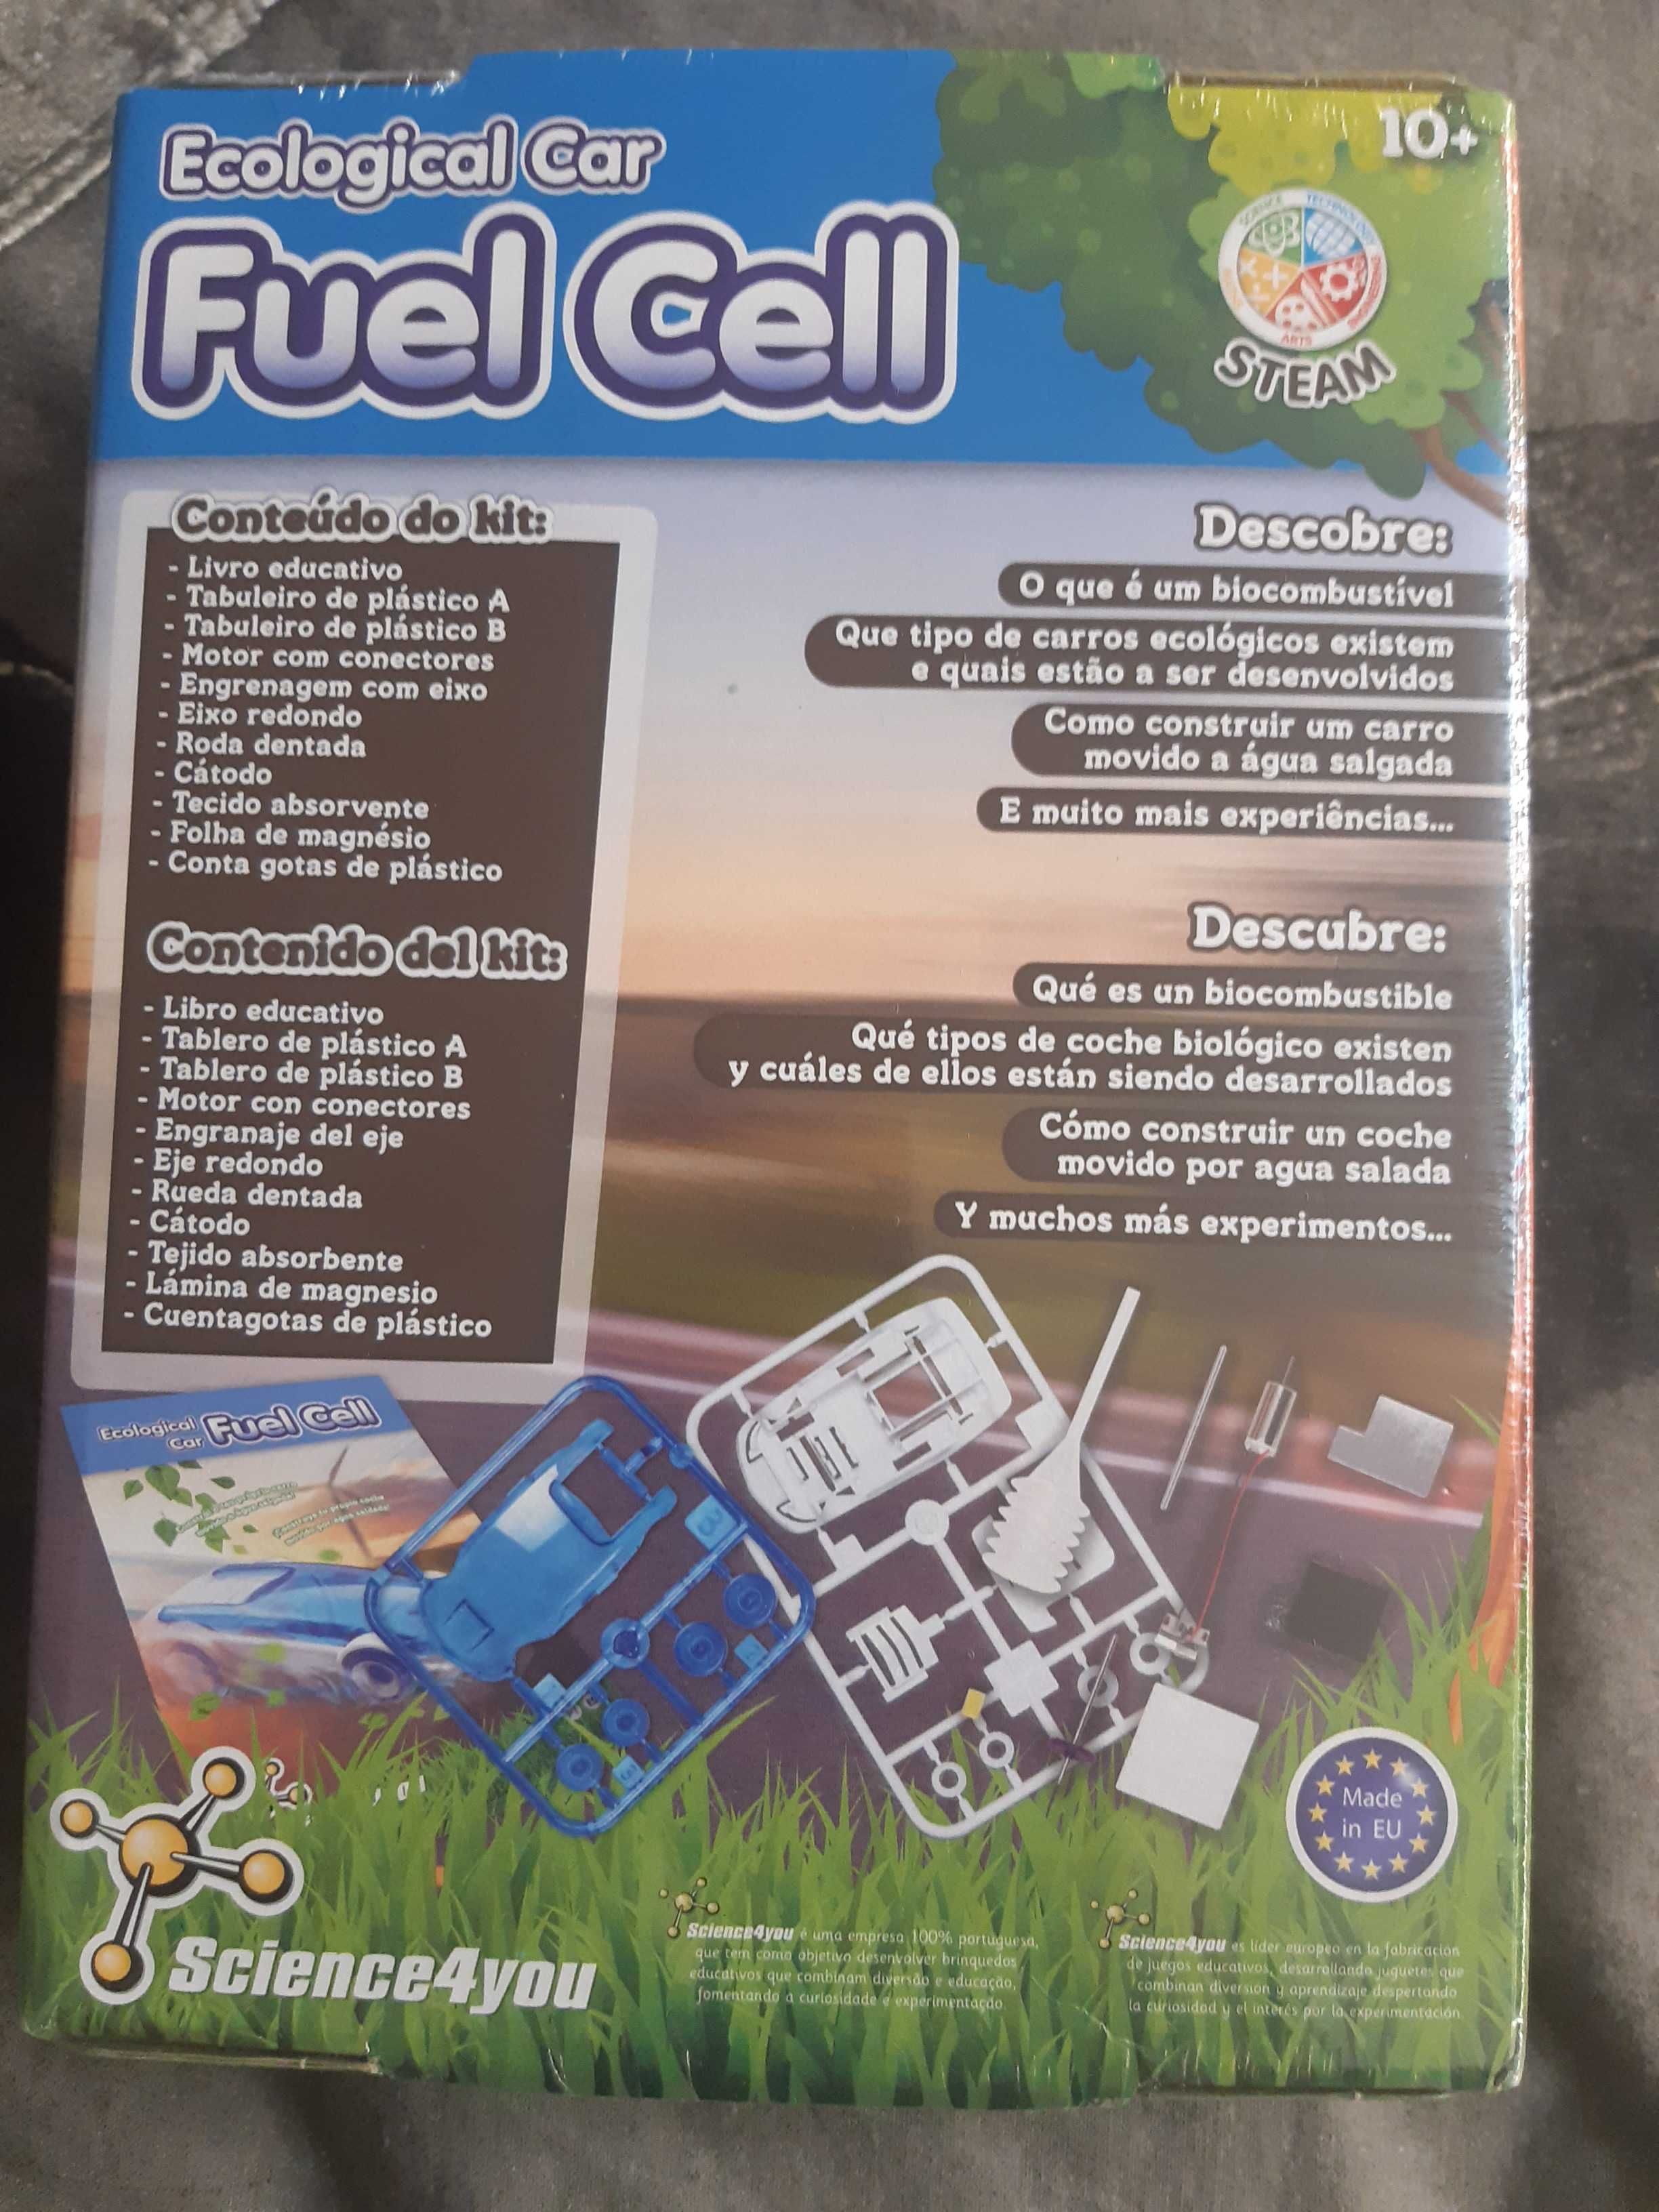 Ecological Car
Fuel Cell
10+
SCIENCE TECHNOLOGY
ARTS
STEAM
Conteúdo do kit:
- Livro educativo
- Tabuleiro de plástico A
- Tabuleiro de plástico B
- Motor com conectores
- Engrenagem com eixo
- Eixo redondo
- Roda dentada
- Cátodo
- Tecido absorvente
- Folha de magnésio
- Conta gotas de plástico
Contenido del kit:
- Libro educativo
- Tablero de plástico A
- Tablero de plástico B
- Motor con conectores
- Engranaje del eje
- Eje redondo
- Rueda dentada
- Cátodo
- Tejido absorbente
- Lámina de magnesio
- Cuentagotas de plástico
Descobre:
O que é um biocombustível
Que tipo de carros ecológicos existem
e quais estão a ser desenvolvidos
Como construir um carro
movido a água salgada
E muito mais experiências...
Descubre:
Qué es un biocombustible
Qué tipos de coche biológico existen
y cuáles de ellos están siendo desarrollados
Cómo construir un coche
movido por agua salada
Y muchos más experimentos...
Ecological
Car
Fuel Cell
Made
in EU
Science4you
Science4you é uma empresa 100% portuguesa,
que tem como objetivo desenvolver brinquedos
educativos que combinam diversão e educação,
fomentando a curiosidade e experimentação.
Science4you es líder europeo en la fabricación
de juegos educativos, desarrollando juguetes que
combinan diversión y aprendizaje despertando
la curiosidad y el interés por la experimentación.